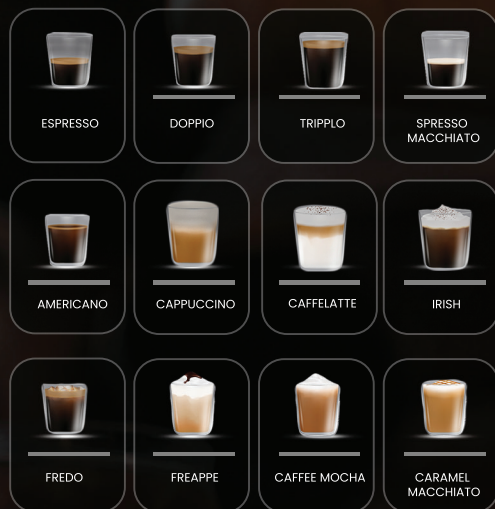 ESPRESSO
DOPPIO
TRIPPLO
SPRESSO
MACCHIATO
AMERICANO
CAPPUCCINO
CAFFELATTE
IRISH
FREDO
FREAPPE
CAFFEE MOCHA
CARAMEL
MACCHIATO